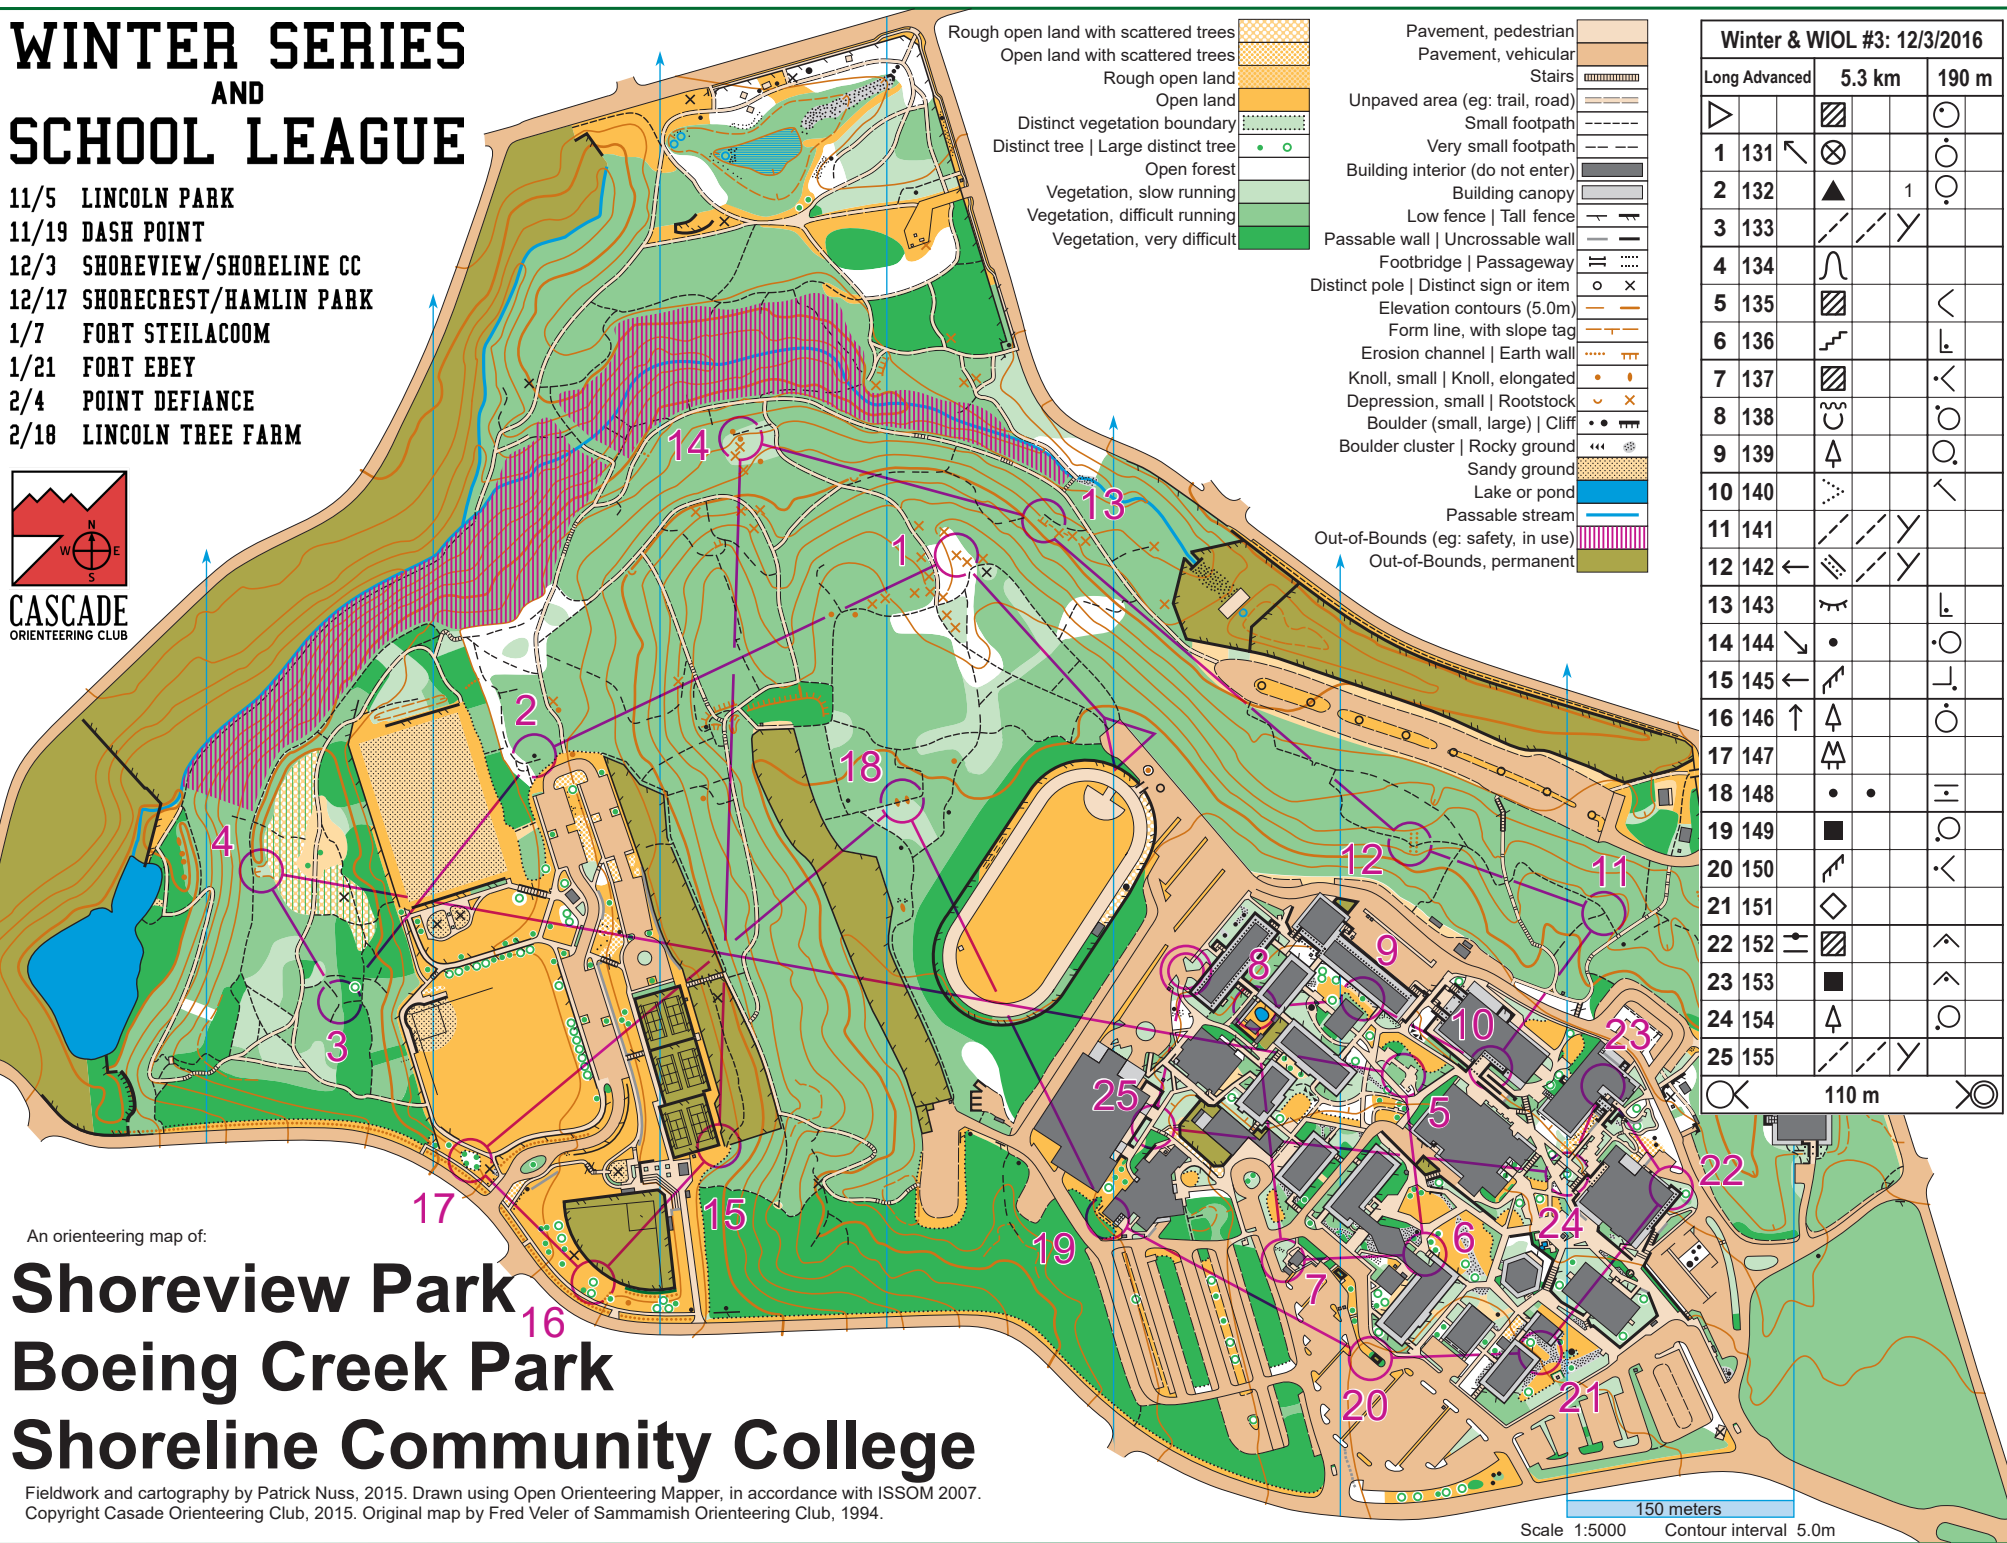 WINTER SERIES
AND
SCHOOL LEAGUE
11/5 LINCOLN PARK
11/19 DASH POINT
12/3 SHOREVIEW/SHORELINE CC
12/17 SHORECREST/HAMLIN PARK
1/7 FORT STEILACOOM
1/21 FORT EBEY
2/4 POINT DEFIANCE
2/18 LINCOLN TREE FARM
N
W E
S
CASCADE
ORIENTEERING CLUB
Rough open land with scattered trees
Open land with scattered trees
Rough open land
Open land
Distinct vegetation boundary
Distinct tree | Large distinct tree
Open forest
Vegetation, slow running
Vegetation, difficult running
Vegetation, very difficult
Pavement, pedestrian
Pavement, vehicular
Stairs
Unpaved area (eg: trail, road)
Small footpath
Very small footpath
Building interior (do not enter)
Building canopy
Low fence | Tall fence
Passable wall | Uncrossable wall
Footbridge | Passageway
Distinct pole | Distinct sign or item
Elevation contours (5.0m)
Form line, with slope tag
Erosion channel | Earth wall
Knoll, small | Knoll, elongated
Depression, small | Rootstock
Boulder (small, large) | Cliff
Boulder cluster | Rocky ground
Sandy ground
Lake or pond
Passable stream
Out-of-Bounds (eg: safety, in use)
Out-of-Bounds, permanent
Winter & WIOL #3: 12/3/2016
Long Advanced 5.3 km 190 m
1 131
2 132 1
3 133
4 134
5 135
6 136
7 137
8 138
9 139
10 140
11 141
12 142
13 143
14 144
15 145
16 146
17 147
18 148
19 149
20 150
21 151
22 152
23 153
24 154
25 155
110 m
14
13
1
2
18
4
12
11
9
8
3
10
23
25
5
22
17
15
19
6
24
7
16
20
21
An orienteering map of:
Shoreview Park
Boeing Creek Park
Shoreline Community College
Fieldwork and cartography by Patrick Nuss, 2015. Drawn using Open Orienteering Mapper, in accordance with ISSOM 2007.
Copyright Casade Orienteering Club, 2015. Original map by Fred Veler of Sammamish Orienteering Club, 1994.
150 meters
Scale 1:5000 Contour interval 5.0m